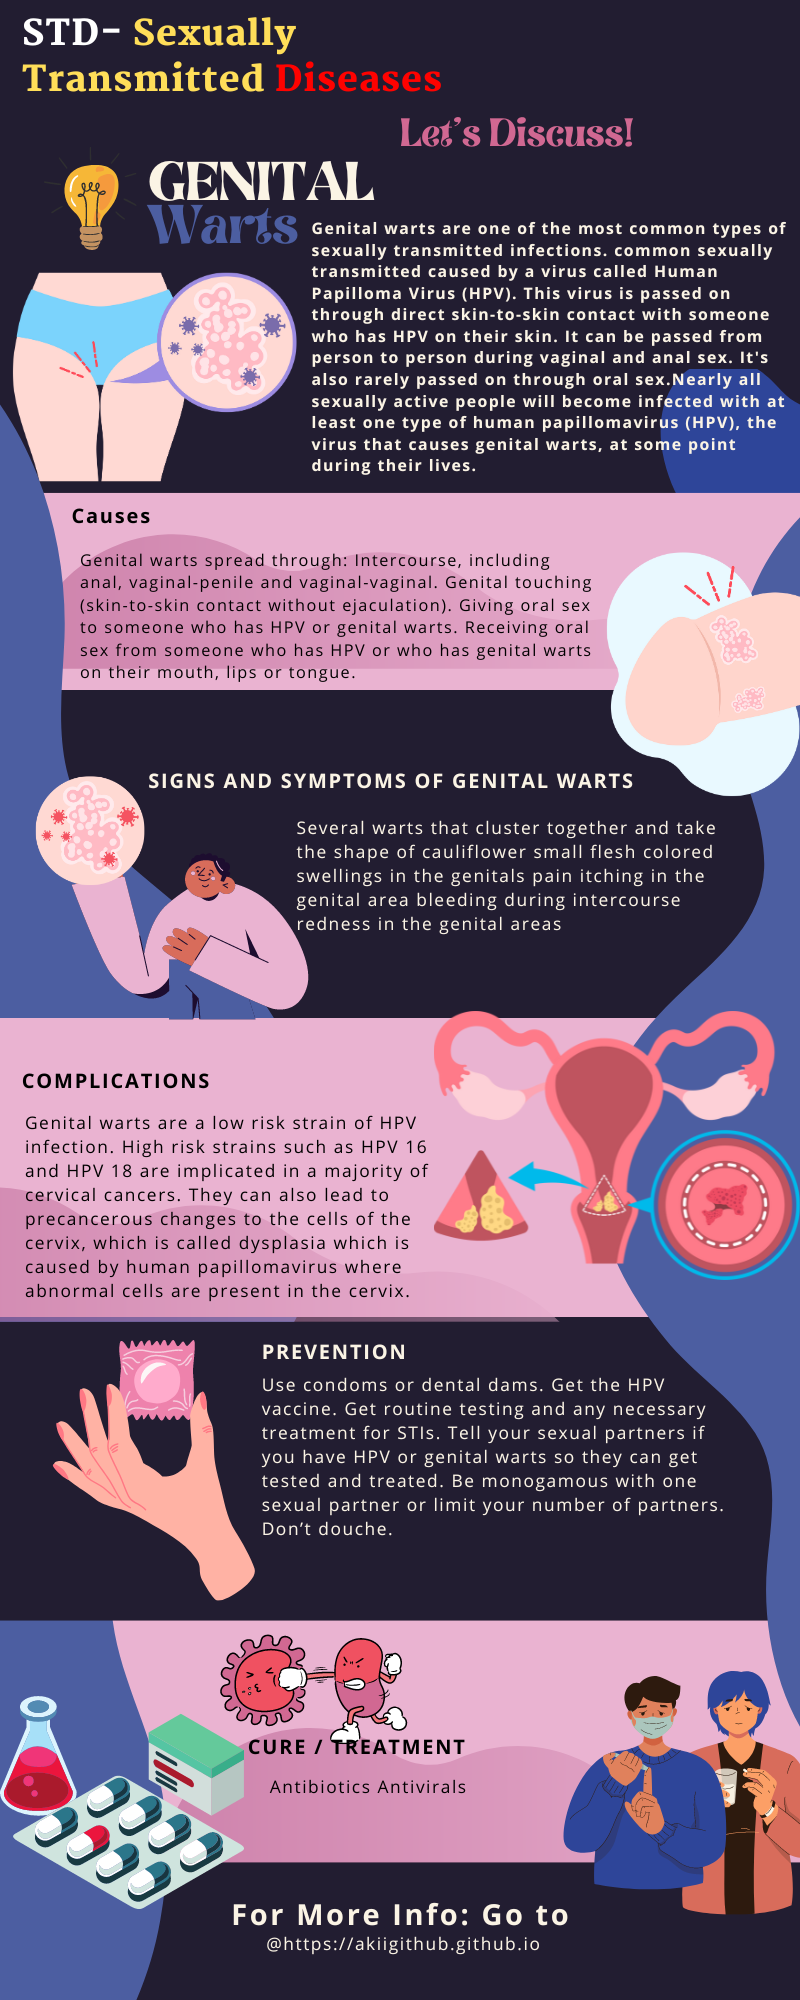 STD- Sexually
Transmitted Diseases
Let's Discuss!
GENITAL
Warts
Genital warts are one of the most common types of
sexually transmitted infections. common sexually
transmitted caused by a virus called Human
Papilloma Virus (HPV). This virus is passed on
through direct skin-to-skin contact with someone
who has HPV on their skin. It can be passed from
person to person during vaginal and anal sex. It's
also rarely passed on through oral sex.Nearly all
sexually active people will become infected with at
least one type of human papillomavirus (HPV), the
virus that causes genital warts, at some point
during their lives.
Causes
Genital warts spread through: Intercourse, including
anal, vaginal-penile and vaginal-vaginal. Genital touching
(skin-to-skin contact without ejaculation). Giving oral sex
to someone who has HPV or genital warts. Receiving oral
sex from someone who has HPV or who has genital warts
on their mouth, lips or tongue.
SIGNS AND SYMPTOMS OF GENITAL WARTS
Several warts that cluster together and take
the shape of cauliflower small flesh colored
swellings in the genitals pain itching in the
genital area bleeding during intercourse
redness in the genital areas
COMPLICATIONS
Genital warts are a low risk strain of HPV
infection. High risk strains such as HPV 16
and HPV 18 are implicated in a majority of
cervical cancers. They can also lead to
precancerous changes to the cells of the
cervix, which is called dysplasia which is
caused by human papillomavirus where
abnormal cells are present in the cervix.
PREVENTION
Use condoms or dental dams. Get the HPV
vaccine. Get routine testing and any necessary
treatment for STIs. Tell your sexual partners if
you have HPV or genital warts so they can get
tested and treated. Be monogamous with one
sexual partner or limit your number of partners.
Don't douche.
CURE / TREATMENT
Antibiotics Antivirals
For More Info: Go to
@https://akiigithub.github.io